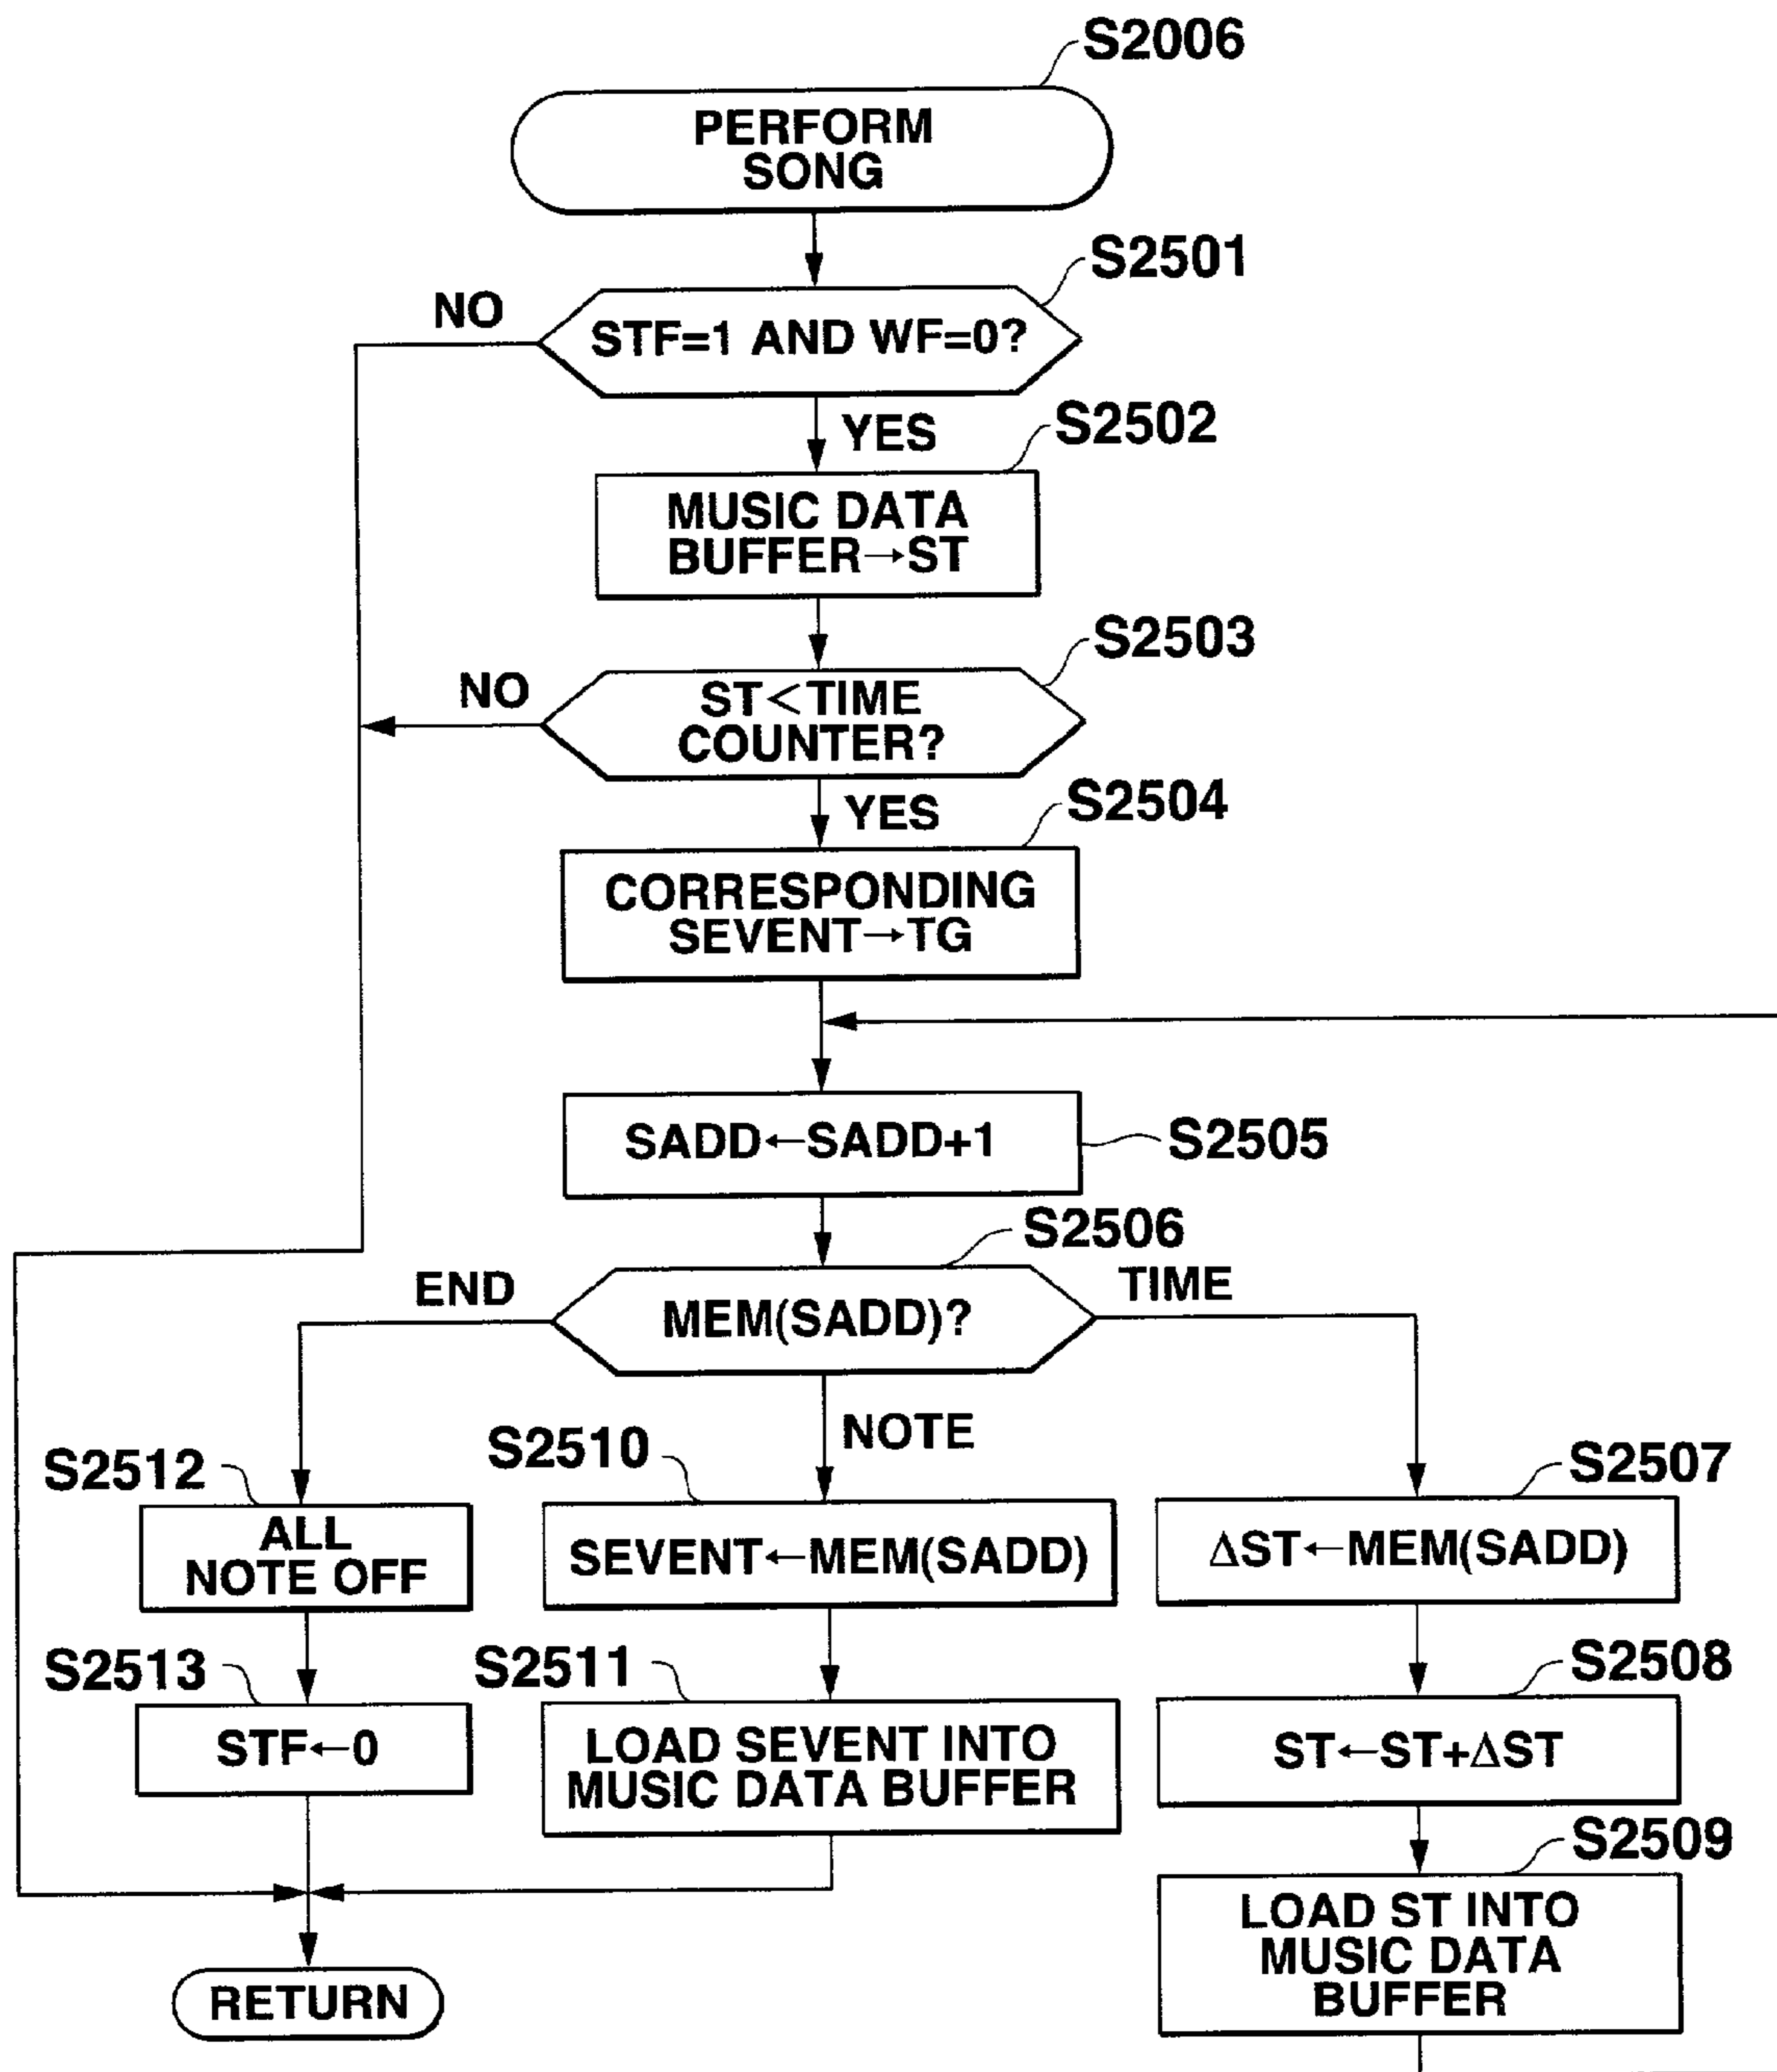 S2006
PERFORM
SONG
S2501
NO
STF=1 AND WF=0?
YES
S2502
MUSIC DATA
BUFFER→ST
S2503
NO
ST<TIME
COUNTER?
YES
S2504
CORRESPONDING
SEVENT→TG
SADD←SADD+1
S2505
S2506
END
TIME
MEM(SADD)?
NOTE
S2512
S2510
S2507
ALL
NOTE OFF
SEVENT←MEM(SADD)
ΔST←MEM(SADD)
S2513
S2511
S2508
STF←0
LOAD SEVENT INTO
MUSIC DATA BUFFER
ST←ST+ΔST
S2509
LOAD ST INTO
MUSIC DATA
BUFFER
RETURN